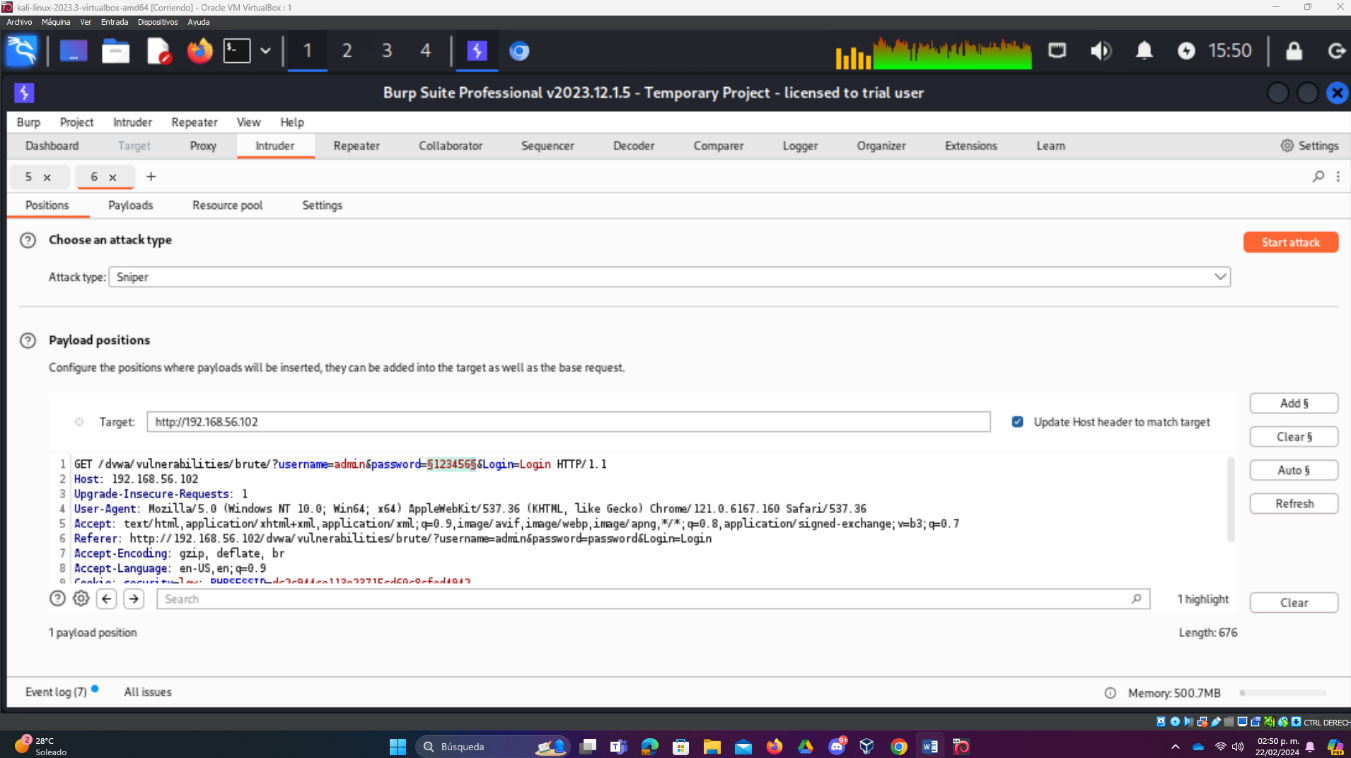 kali-linux-2023.3-virtualbox-amd64 [Corriendo] - Oracle VM VirtualBox : 1
Archivo Máquina Ver Entrada Dispositivos Ayuda
1 2 3 4 15:50
Burp Suite Professional v2023.12.1.5 - Temporary Project - licensed to trial user
Burp Project Intruder Repeater View Help
Dashboard Target Proxy Intruder Repeater Collaborator Sequencer Decoder Comparer Logger Organizer Extensions Learn Settings
5 × 6 × +
Positions Payloads Resource pool Settings
Choose an attack type
Start attack
Attack type: Sniper
Payload positions
Configure the positions where payloads will be inserted, they can be added into the target as well as the base request.
Add §
Target: http://192.168.56.102 Update Host header to match target
Clear §
1 GET /dvwa/vulnerabilities/brute/?username=admin&password=§123456§&Login=Login HTTP/1.1
Auto §
2 Host: 192.168.56.102
3 Upgrade-Insecure-Requests: 1
4 User-Agent: Mozilla/5.0 (Windows NT 10.0; Win64; x64) AppleWebKit/537.36 (KHTML, like Gecko) Chrome/121.0.6167.160 Safari/537.36
Refresh
5 Accept: text/html,application/xhtml+xml,application/xml;q=0.9,image/avif,image/webp,image/apng,*/*;q=0.8,application/signed-exchange;v=b3;q=0.7
6 Referer: http://192.168.56.102/dvwa/vulnerabilities/brute/?username=admin&password=password&Login=Login
7 Accept-Encoding: gzip, deflate, br
8 Accept-Language: en-US,en;q=0.9
9 Cookie: security=low; PHPSESSID=
Search 1 highlight Clear
1 payload position Length: 676
Event log (7) All issues Memory: 500.7MB
CTRL DERECH
28°C
Soleado
Búsqueda
02:50 p. m.
22/02/2024